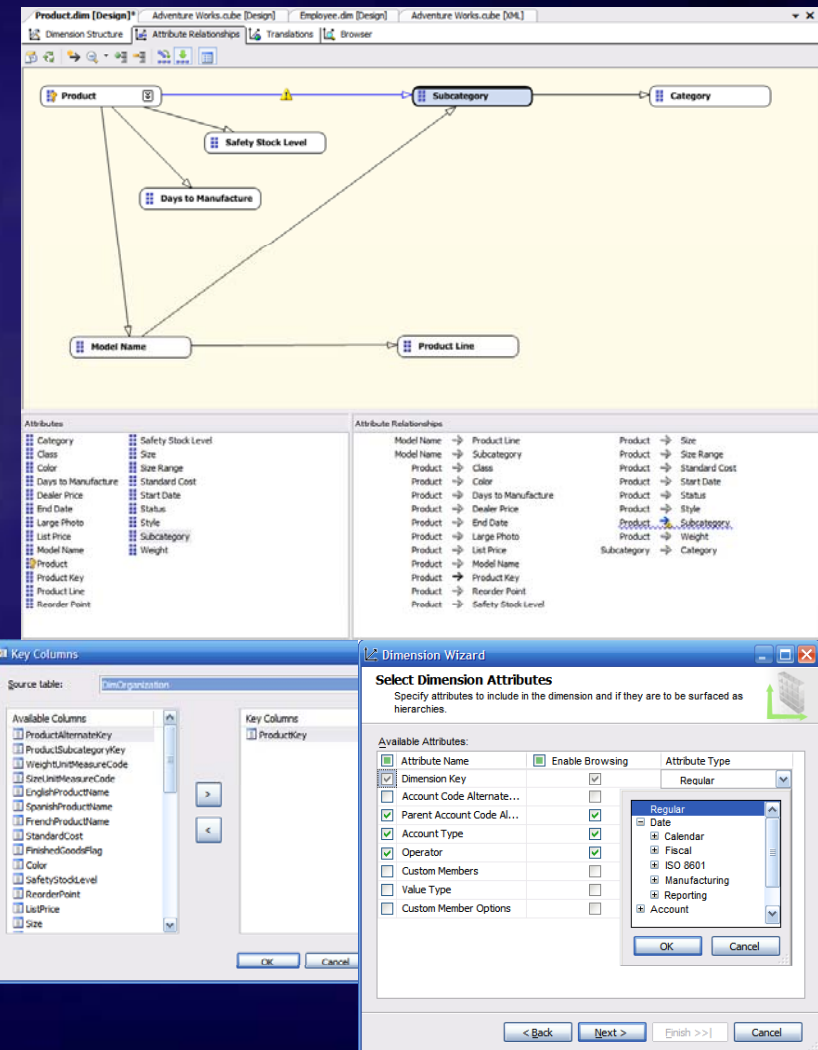 Product.dim [Design]* Adventure Works.cube [Design] Employee.dim [Design] Adventure Works.cube [XML]
Dimension Structure Attribute Relationships Translations Browser
Product Subcategory Category
Safety Stock Level
Days to Manufacture
Model Name Product Line
Attributes
Category Safety Stock Level
Class Size
Color Size Range
Days to Manufacture Standard Cost
Dealer Price Start Date
End Date Status
Large Photo Style
List Price Subcategory
Model Name Weight
Product
Product Key
Product Line
Reorder Point
Attribute Relationships
Model Name Product Line Product Size
Model Name Subcategory Product Size Range
Product Class Product Standard Cost
Product Color Product Start Date
Product Days to Manufacture Product Status
Product Dealer Price Product Style
Product End Date Product Subcategory
Product Large Photo Product Weight
Product List Price Subcategory Category
Product Model Name
Product Product Key
Product Reorder Point
Product Safety Stock Level
Key Columns
Source table: DimOrganization
Available Columns
ProductAlternateKey
ProductSubcategoryKey
WeightUnitMeasureCode
SizeUnitMeasureCode
EnglishProductName
SpanishProductName
FrenchProductName
StandardCost
FinishedGoodsFlag
Color
SafetyStockLevel
ReorderPoint
ListPrice
Size
>
<
Key Columns
ProductKey
OK Cancel
Dimension Wizard
Select Dimension Attributes
Specify attributes to include in the dimension and if they are to be surfaced as
hierarchies.
Available Attributes:
Attribute Name Enable Browsing Attribute Type
Dimension Key Regular
Account Code Alternate...
Parent Account Code Al...
Account Type
Operator
Custom Members
Value Type
Custom Member Options
Regular
Date
Calendar
Fiscal
ISO 8601
Manufacturing
Reporting
Account
OK Cancel
< Back Next > Finish >>| Cancel